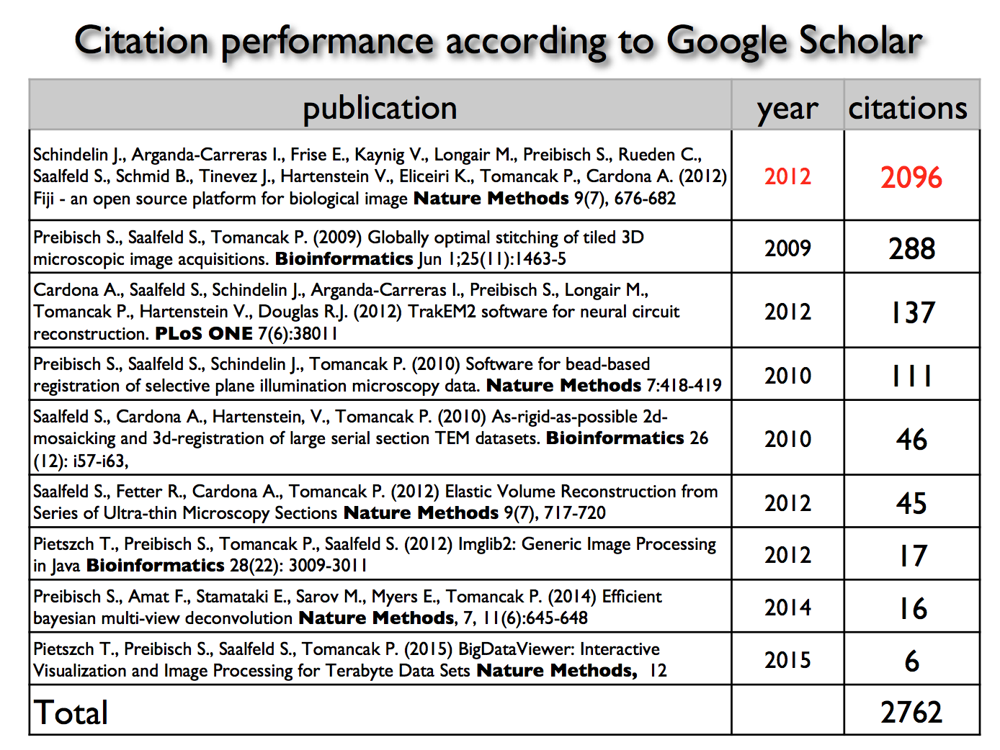 Citation performance according to Google Scholar
publication year citations
Schindelin J., Arganda-Carreras I., Frise E., Kaynig V., Longair M., Preibisch S., Rueden C.,
Saalfeld S., Schmid B., Tinevez J., Hartenstein V., Eliceiri K., Tomancak P., Cardona A. (2012)
Fiji - an open source platform for biological image Nature Methods 9(7), 676-682
2012
2096
Preibisch S., Saalfeld S., Tomancak P. (2009) Globally optimal stitching of tiled 3D
microscopic image acquisitions. Bioinformatics Jun 1;25(11):1463-5
2009
288
Cardona A., Saalfeld S., Schindelin J., Arganda-Carreras I., Preibisch S., Longair M.,
Tomancak P., Hartenstein V., Douglas R.J. (2012) TrakEM2 software for neural circuit
reconstruction. PLoS ONE 7(6):38011
2012
137
Preibisch S., Saalfeld S., Schindelin J., Tomancak P. (2010) Software for bead-based
registration of selective plane illumination microscopy data. Nature Methods 7:418-419
2010
111
Saalfeld S., Cardona A., Hartenstein, V., Tomancak P. (2010) As-rigid-as-possible 2d-
mosaicking and 3d-registration of large serial section TEM datasets. Bioinformatics 26
(12): i57-i63,
2010
46
Saalfeld S., Fetter R., Cardona A., Tomancak P. (2012) Elastic Volume Reconstruction from
Series of Ultra-thin Microscopy Sections Nature Methods 9(7), 717-720
2012
45
Pietszch T., Preibisch S., Tomancak P., Saalfeld S. (2012) Imglib2: Generic Image Processing
in Java Bioinformatics 28(22): 3009-3011
2012
17
Preibisch S., Amat F., Stamataki E., Sarov M., Myers E., Tomancak P. (2014) Efficient
bayesian multi-view deconvolution Nature Methods, 7, 11(6):645-648
2014
16
Pietszch T., Preibisch S., Saalfeld S., Tomancak P. (2015) BigDataViewer: Interactive
Visualization and Image Processing for Terabyte Data Sets Nature Methods, 12
2015
6
Total
2762